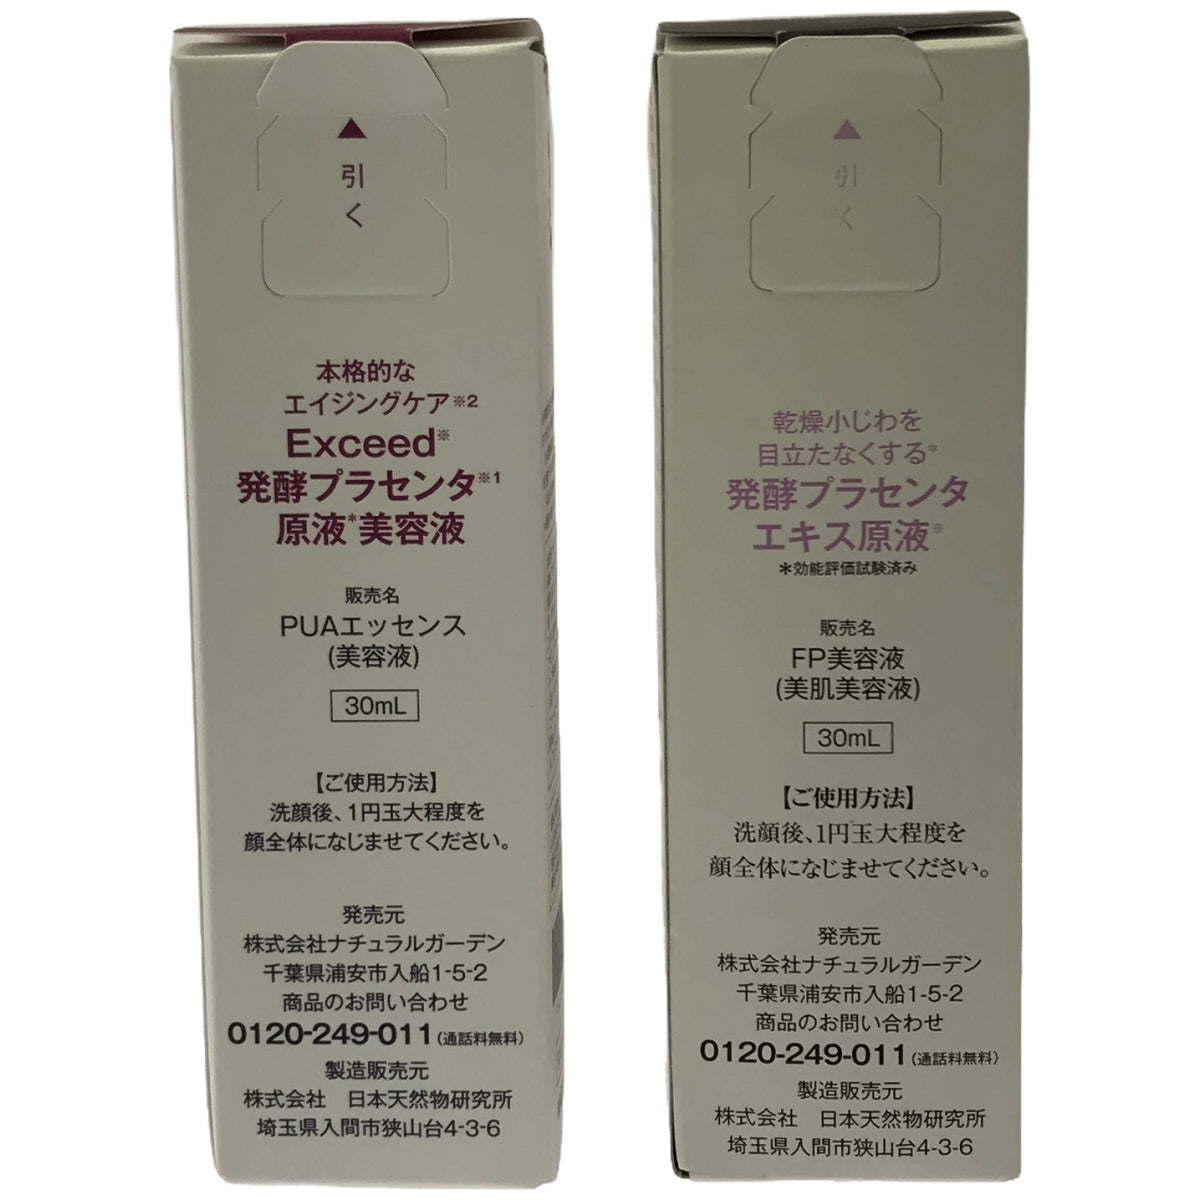 ▲
引
く
本格的な
エイジングケア※2
Exceed※
発酵プラセンタ※1
原液*美容液
販売名
PUAエッセンス
(美容液)
30mL
【ご使用方法】
洗顔後、1円玉大程度を
顔全体になじませてください。
発売元
株式会社ナチュラルガーデン
千葉県浦安市入船1-5-2
商品のお問い合わせ
0120-249-011(通話料無料)
製造販売元
株式会社 日本天然物研究所
埼玉県入間市狭山台4-3-6
▲
引
く
乾燥小じわを
目立たなくする*
発酵プラセンタ
エキス原液※
*効能評価試験済み
販売名
FP美容液
(美肌美容液)
30mL
【ご使用方法】
洗顔後、1円玉大程度を
顔全体になじませてください。
発売元
株式会社ナチュラルガーデン
千葉県浦安市入船1-5-2
商品のお問い合わせ
0120-249-011(通話料無料)
製造販売元
株式会社 日本天然物研究所
埼玉県入間市狭山台4-3-6